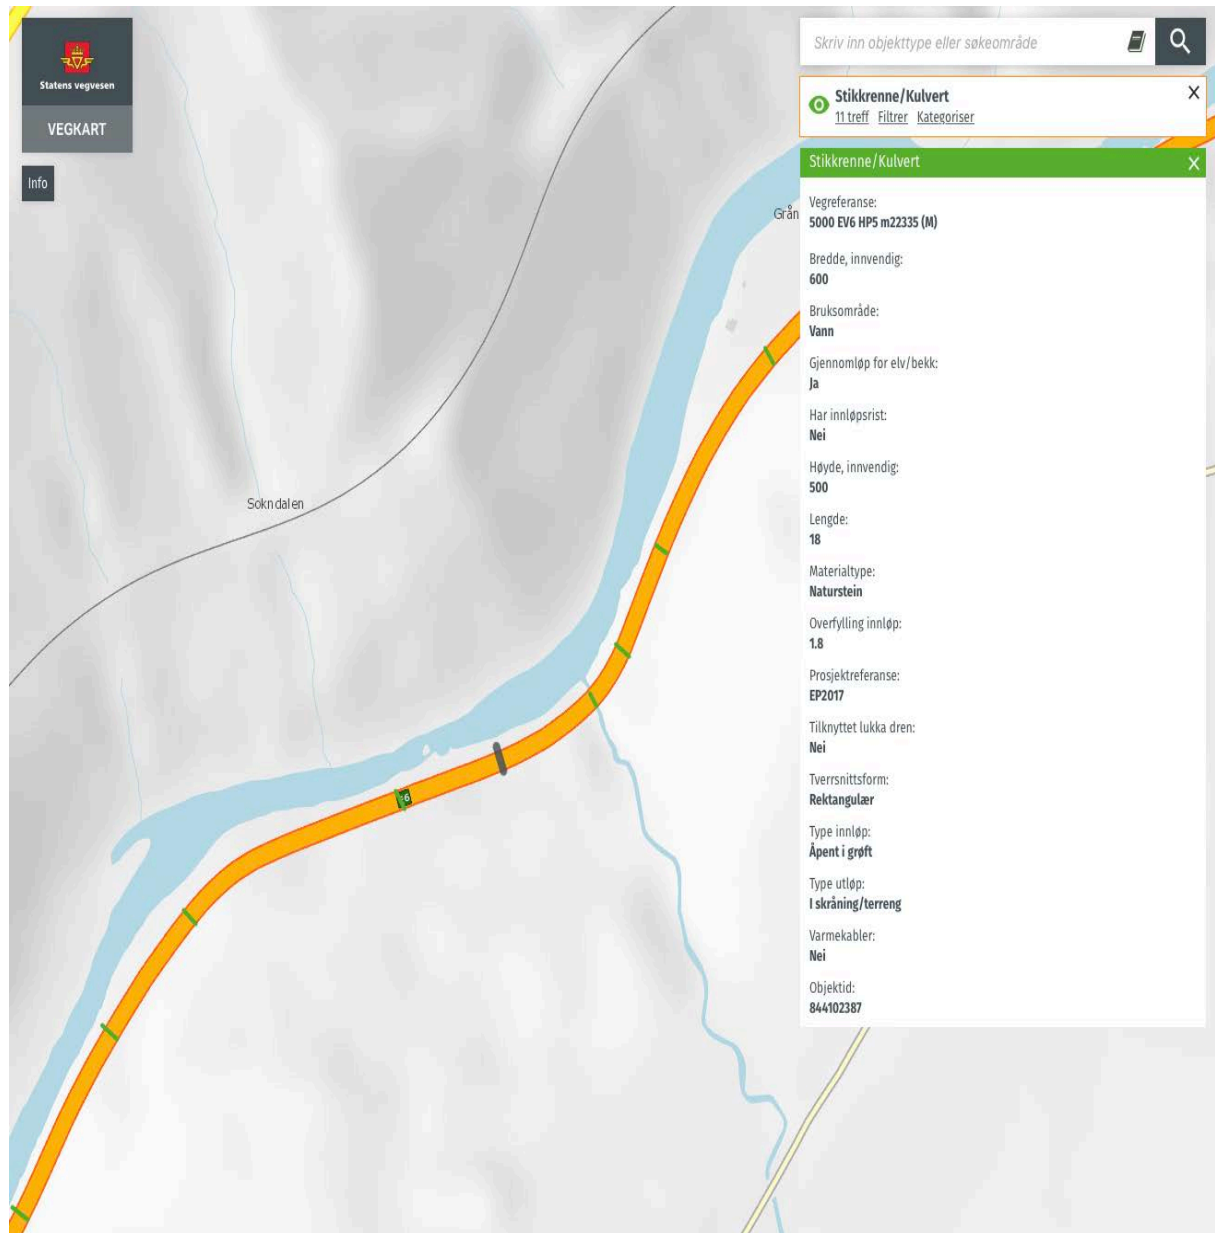 Statens vegvesen
VEGKART
Info
Skriv inn objekttype eller søkeområde
Stikkrenne/Kulvert
11 treff Filtrer Kategoriser
Stikkrenne/Kulvert
Vegreferanse:
5000 EV6 HP5 m22335 (M)
Bredde, innvendig:
600
Bruksområde:
Vann
Gjennomløp for elv/bekk:
Ja
Har innløpsrist:
Nei
Høyde, innvendig:
500
Lengde:
18
Materialtype:
Naturstein
Overfylling innløp:
1.8
Prosjektreferanse:
EP2017
Tilknyttet lukka dren:
Nei
Tverrsnittsform:
Rektangulær
Type innløp:
Åpent i grøft
Type utløp:
I skråning/terreng
Varmekabler:
Nei
Objektid:
844102387
Grån
Sokndalen